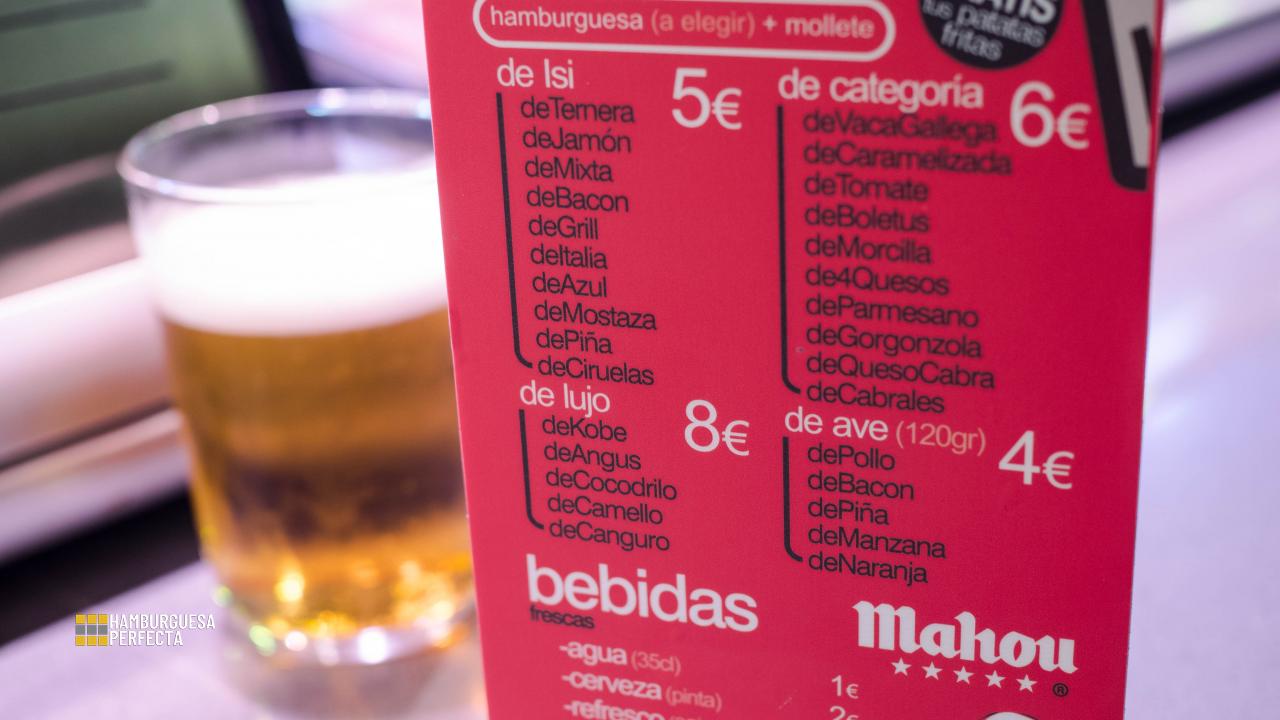 hamburguesa (a elegir) + mollete
tus patatas
fritas
de Isi 5€
deTernera
deJamón
deMixta
deBacon
deGrill
deItalia
deAzul
deMostaza
dePiña
deCiruelas
de categoría 6€
deVacaGallega
deCaramelizada
deTomate
deBoletus
deMorcilla
de4Quesos
deParmesano
deGorgonzola
deQuesoCabra
deCabrales
de lujo 8€
deKobe
deAngus
deCocodrilo
deCamello
deCanguro
de ave (120gr) 4€
dePollo
deBacon
dePiña
deManzana
deNaranja
bebidas
frescas
-agua (35cl) 1€
-cerveza (pinta) 2€
-refresco
mahou
®
HAMBURGUESA
PERFECTA